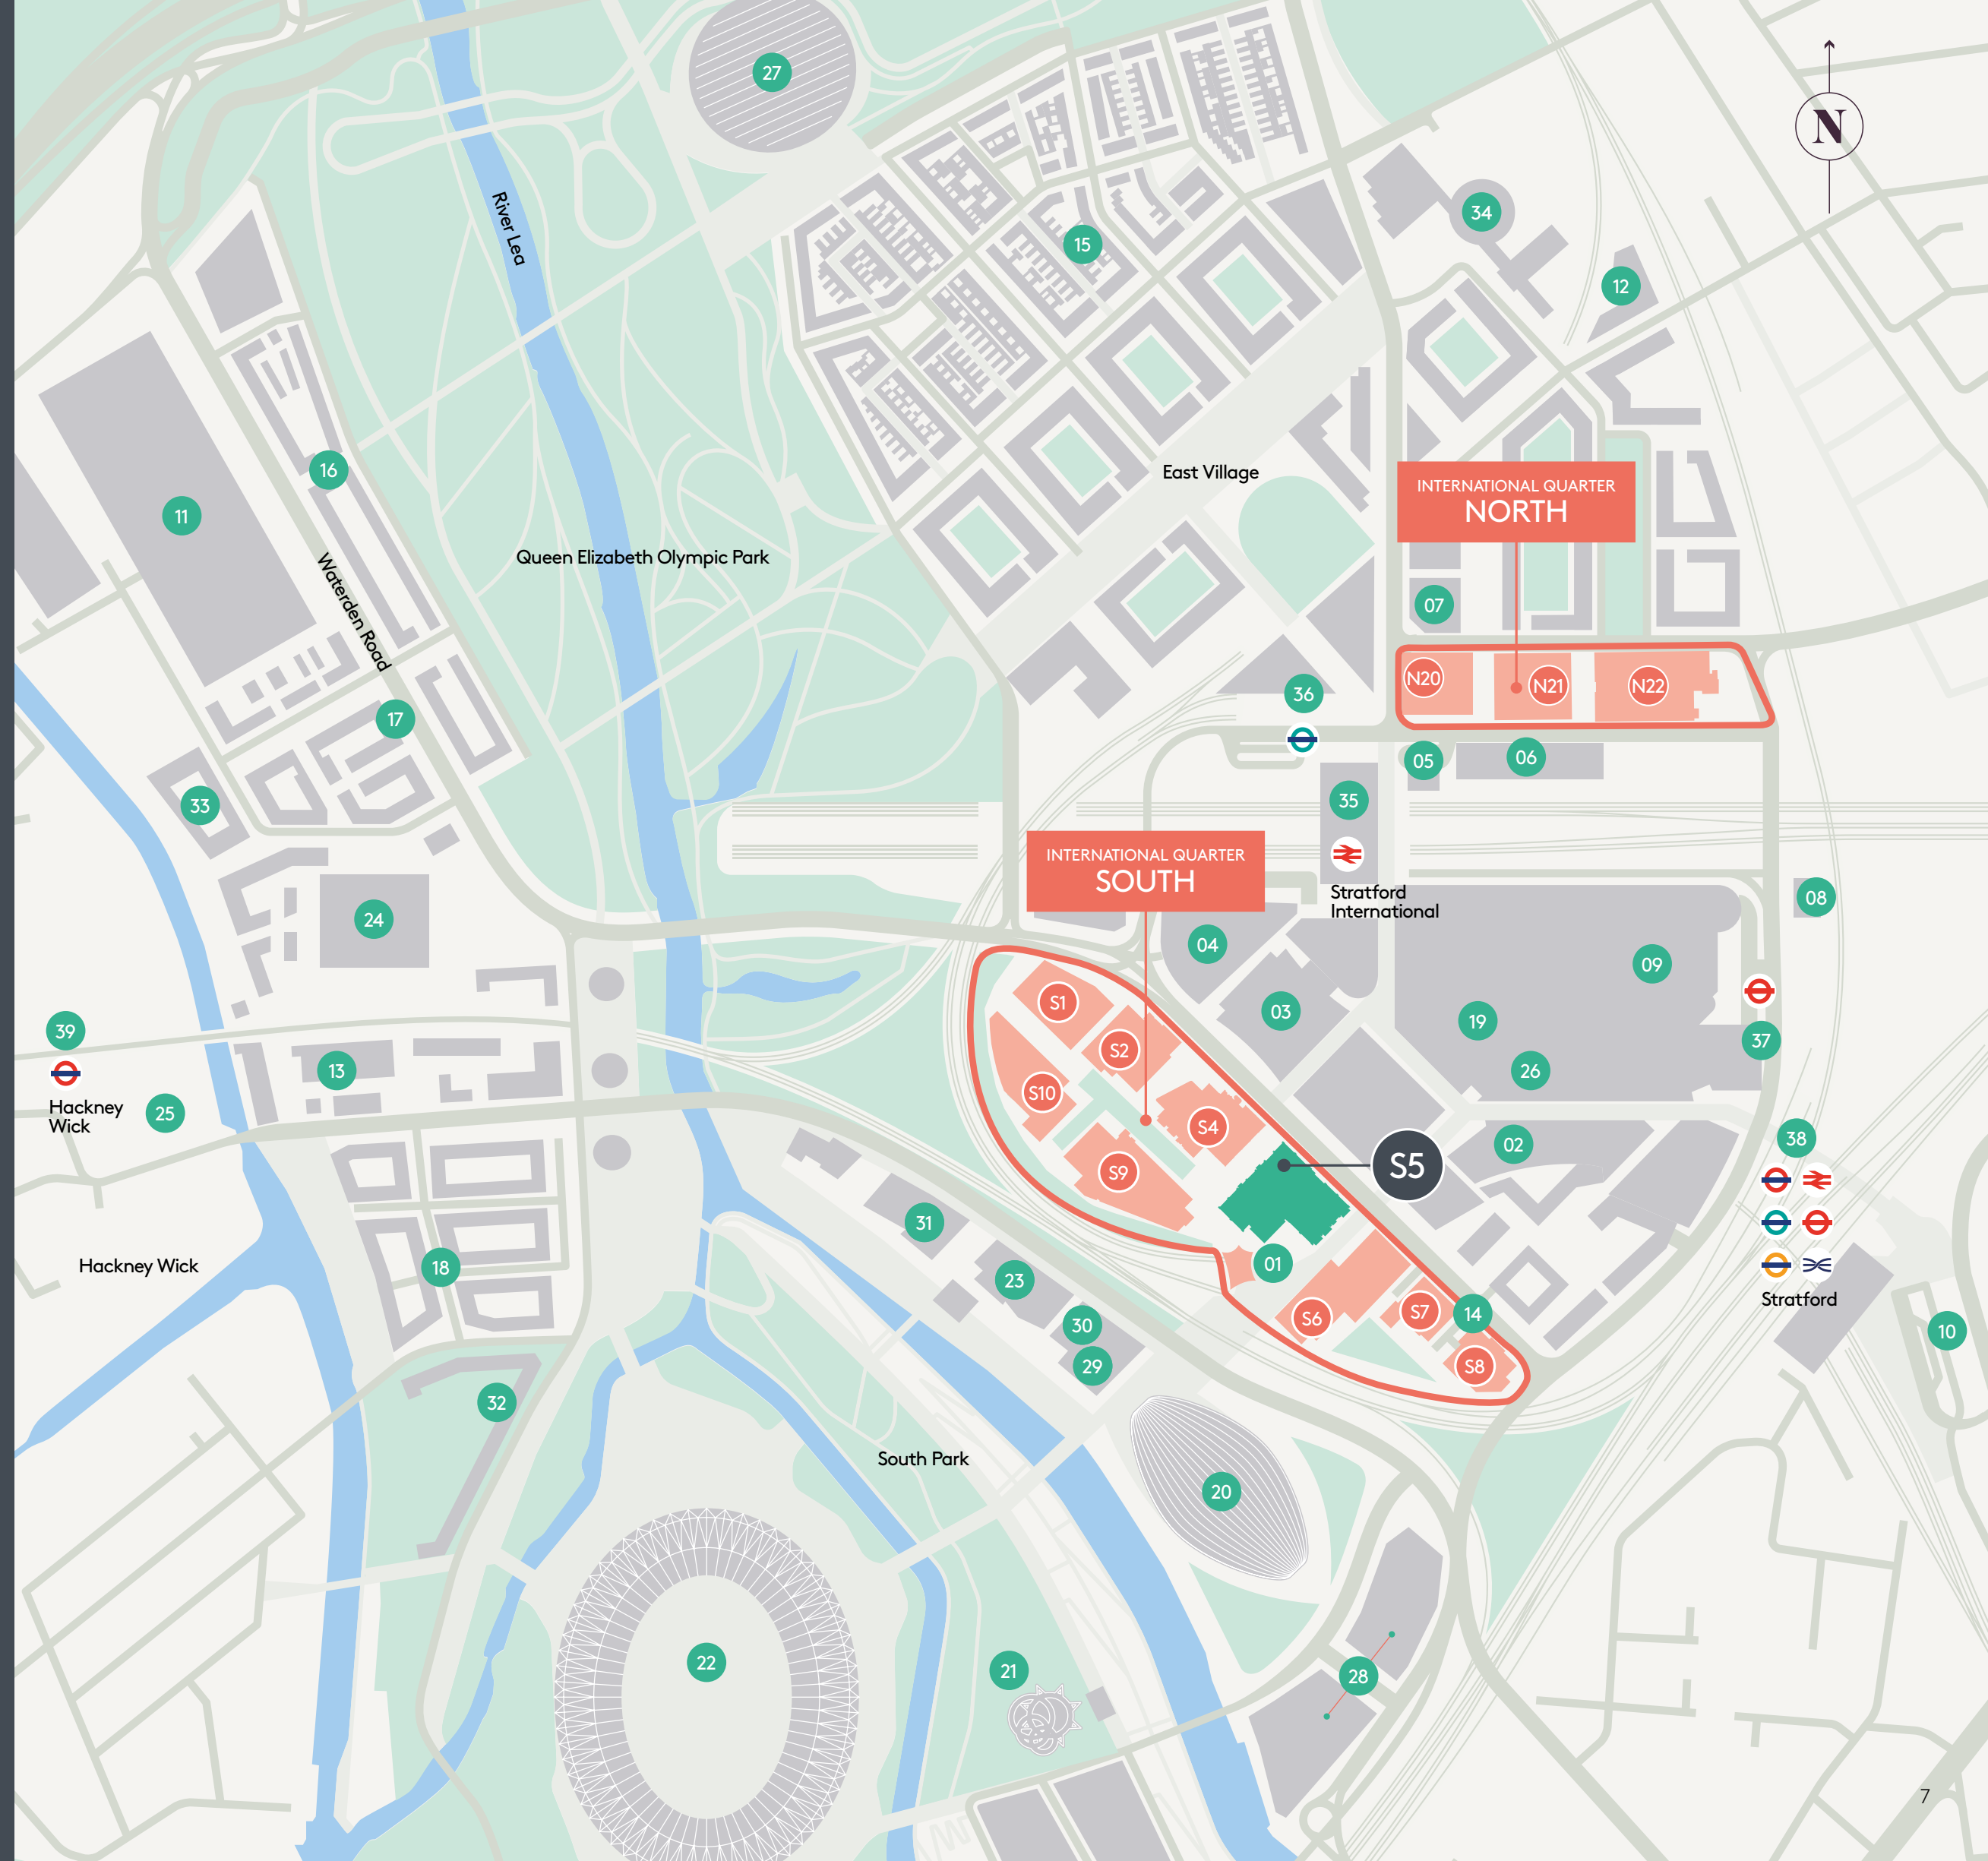 27
N
34
15
12
River Lea
16
East Village
INTERNATIONAL QUARTER
NORTH
11
Queen Elizabeth Olympic Park
Waterden Road
07
N20
N21
N22
36
17
05
06
35
33
INTERNATIONAL QUARTER
SOUTH
Stratford
International
08
24
04
09
S1
03
19
39
S2
37
13
26
S10
Hackney
Wick
25
S4
38
02
S5
S9
31
Hackney Wick
18
01
23
Stratford
S7
14
S6
30
10
29
S8
32
South Park
20
22
21
28
7